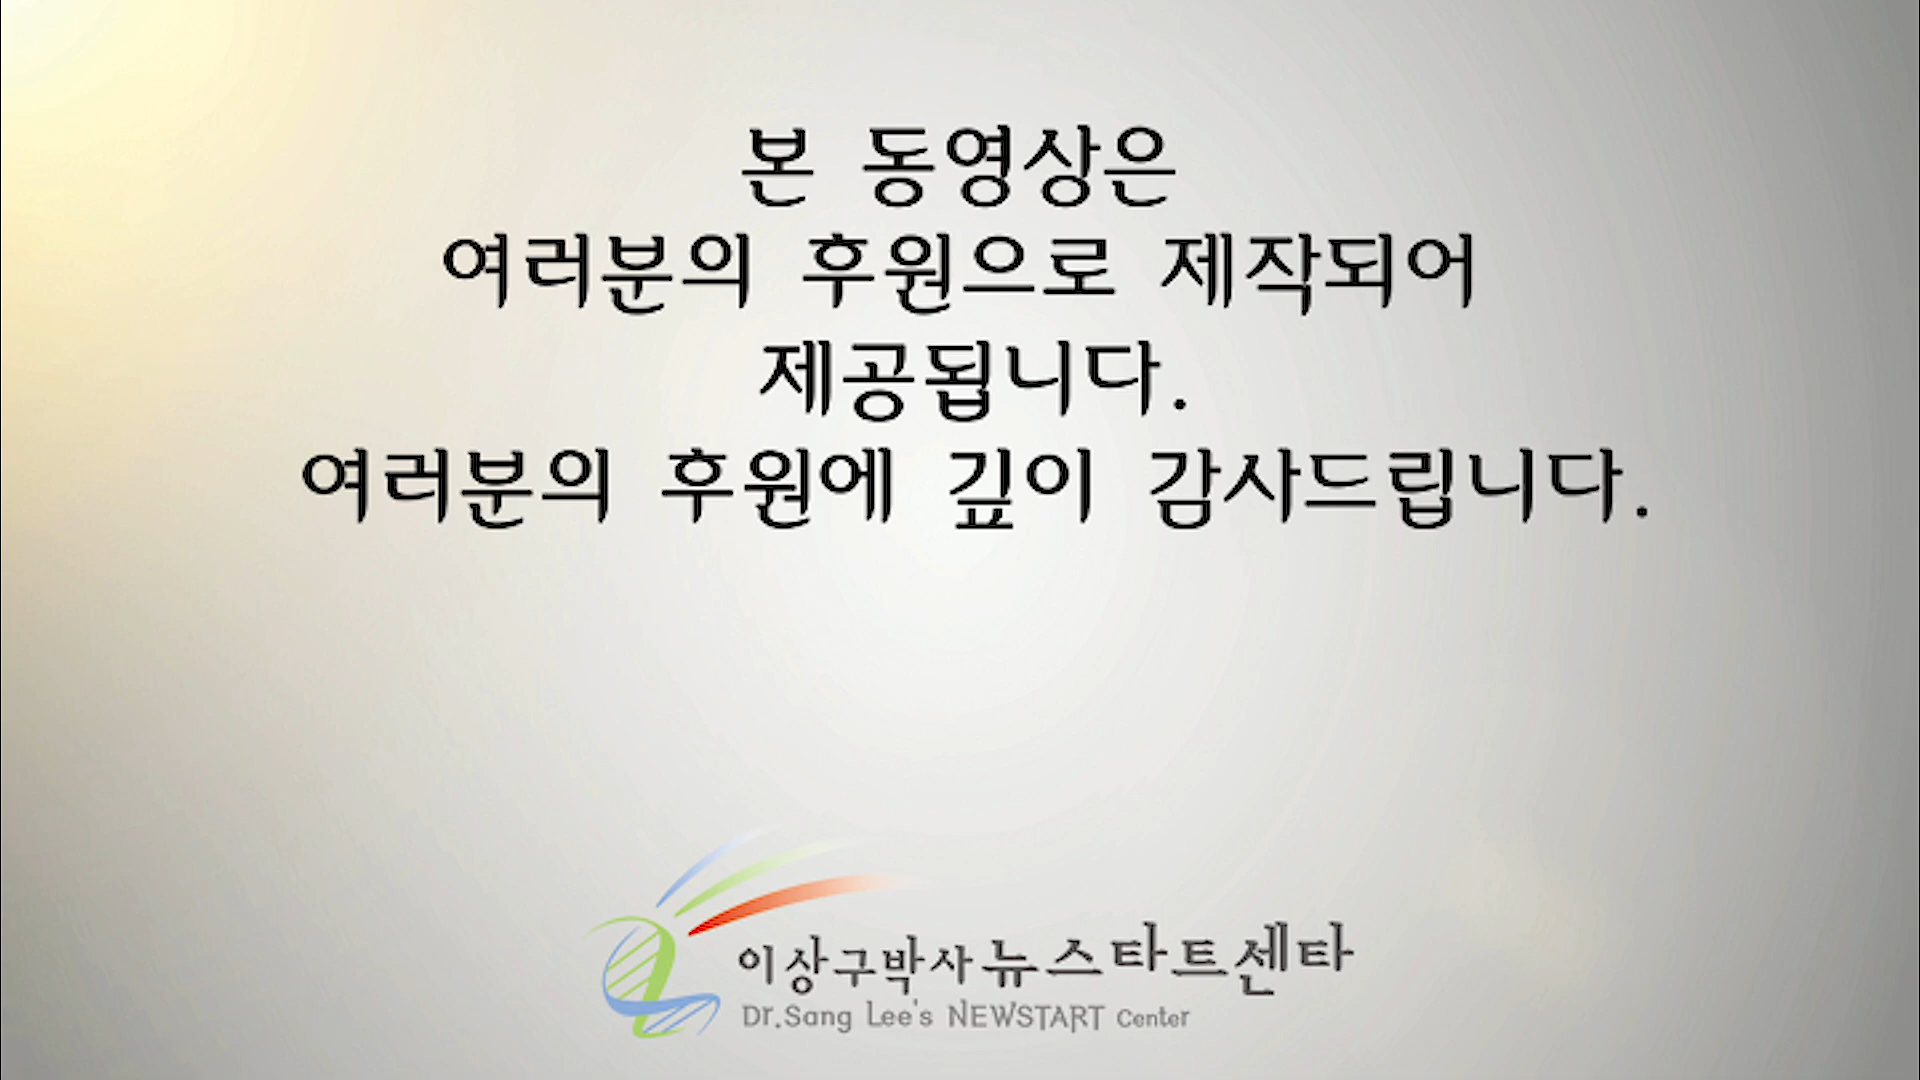 본 동영상은
여러분의 후원으로 제작되어
제공됩니다.
여러분의 후원에 깊이 감사드립니다.
이상구박사뉴스타트센타
Dr.Sang Lee's NEWSTART Center